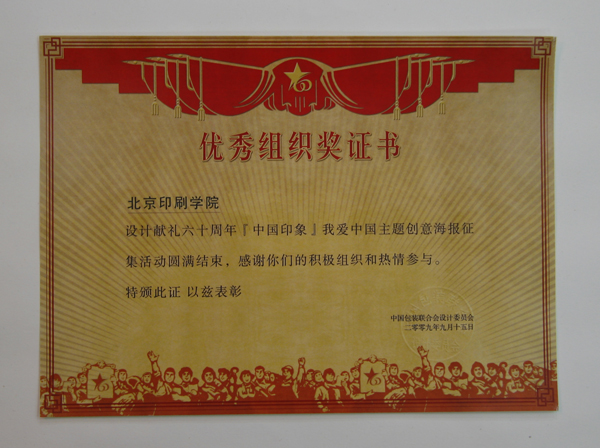 优秀组织奖证书
北京印刷学院
设计献礼六十周年『中国印象』我爱中国主题创意海报征
集活动圆满结束，感谢你们的积极组织和热情参与。
特颁此证 以兹表彰
中国包装联合会设计委员会
二零零九年九月十五日